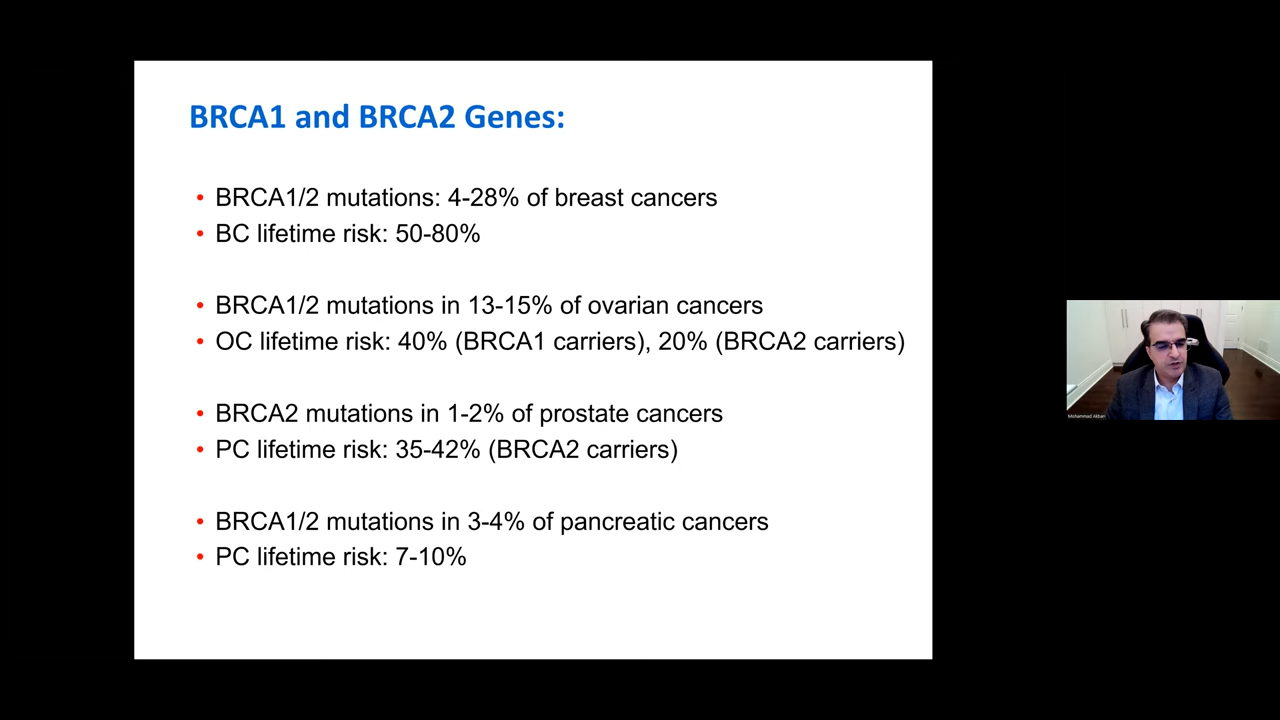 BRCA1 and BRCA2 Genes:
• BRCA1/2 mutations: 4-28% of breast cancers
• BC lifetime risk: 50-80%
• BRCA1/2 mutations in 13-15% of ovarian cancers
• OC lifetime risk: 40% (BRCA1 carriers), 20% (BRCA2 carriers)
• BRCA2 mutations in 1-2% of prostate cancers
• PC lifetime risk: 35-42% (BRCA2 carriers)
• BRCA1/2 mutations in 3-4% of pancreatic cancers
• PC lifetime risk: 7-10%
Mohammad Akbari